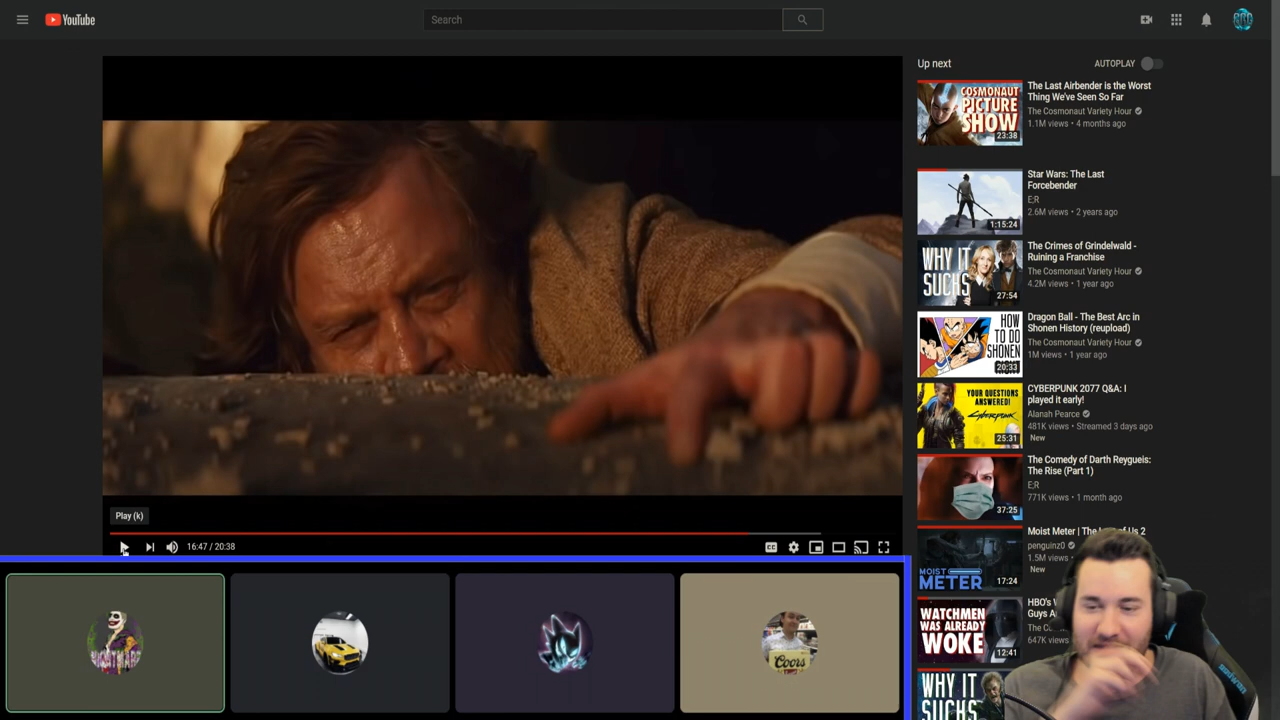 YouTube
Search
Up next
AUTOPLAY
COSMONAUT
PICTURE
SHOW
23:38
The Last Airbender is the Worst
Thing We've Seen So Far
The Cosmonaut Variety Hour
1.1M views • 4 months ago
1:15:24
Star Wars: The Last
Forcebender
E;R
2.6M views • 2 years ago
WHY IT
SUCKS
27:54
The Crimes of Grindelwald -
Ruining a Franchise
The Cosmonaut Variety Hour
4.2M views • 1 year ago
HOW
TO DO
SHONEN
RIGHT
20:33
Dragon Ball - The Best Arc in
Shonen History (reupload)
The Cosmonaut Variety Hour
1M views • 1 year ago
YOUR QUESTIONS
ANSWERED!
CYBERPUNK
25:31
CYBERPUNK 2077 Q&A: I
played it early!
Alanah Pearce
481K views • Streamed 3 days ago
New
37:25
The Comedy of Darth Reygueis:
The Rise (Part 1)
E;R
771K views • 1 month ago
MOIST
METER
17:24
Moist Meter | The
of Us 2
penguinz0
1.5M views
New
WATCHMEN
WAS ALREADY
WOKE
12:41
HBO's
Guys
The
647K views
WHY IT
SUCKS
Play (k)
16:47 / 20:38
CC
NIGHTMARE
Coors